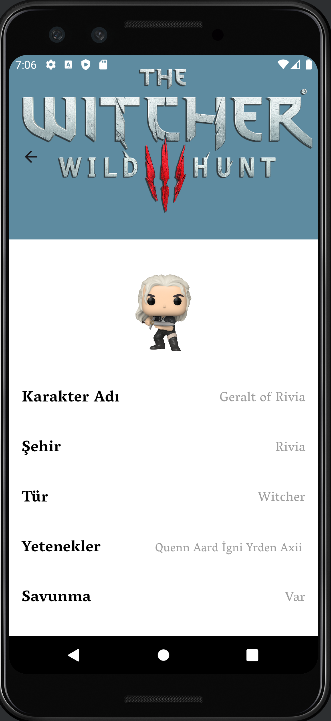 7:06
THE
WITCHER®
WILD HUNT
Karakter Adı Geralt of Rivia
Şehir Rivia
Tür Witcher
Yetenekler Quenn Aard İgni Yrden Axii
Savunma Var